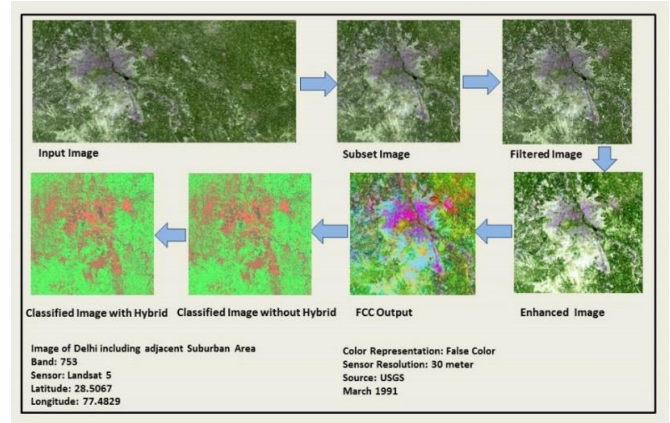 Input Image
Subset Image
Filtered Image
Classified Image with Hybrid
Classified Image without Hybrid
FCC Output
Enhanced Image
Image of Delhi including adjacent Suburban Area
Band: 753
Sensor: Landsat 5
Latitude: 28.5067
Longitude: 77.4829
Color Representation: False Color
Sensor Resolution: 30 meter
Source: USGS
March 1991